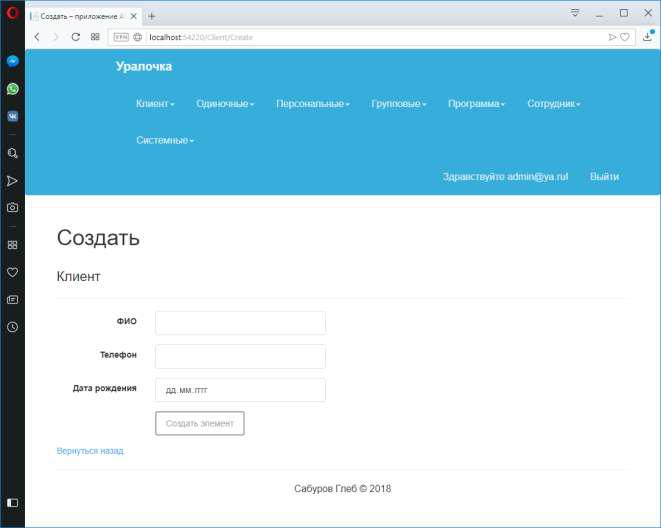 Создать – приложение A
VPN localhost:54220/Client/Create
Уралочка
Клиент Одиночные Персональные Групповые Программа Сотрудник
Системные
Здравствуйте admin@ya.ru! Выйти
Создать
Клиент
ФИО
Телефон
Дата рождения дд.мм.гггг
Создать элемент
Вернуться назад
Сабуров Глеб © 2018